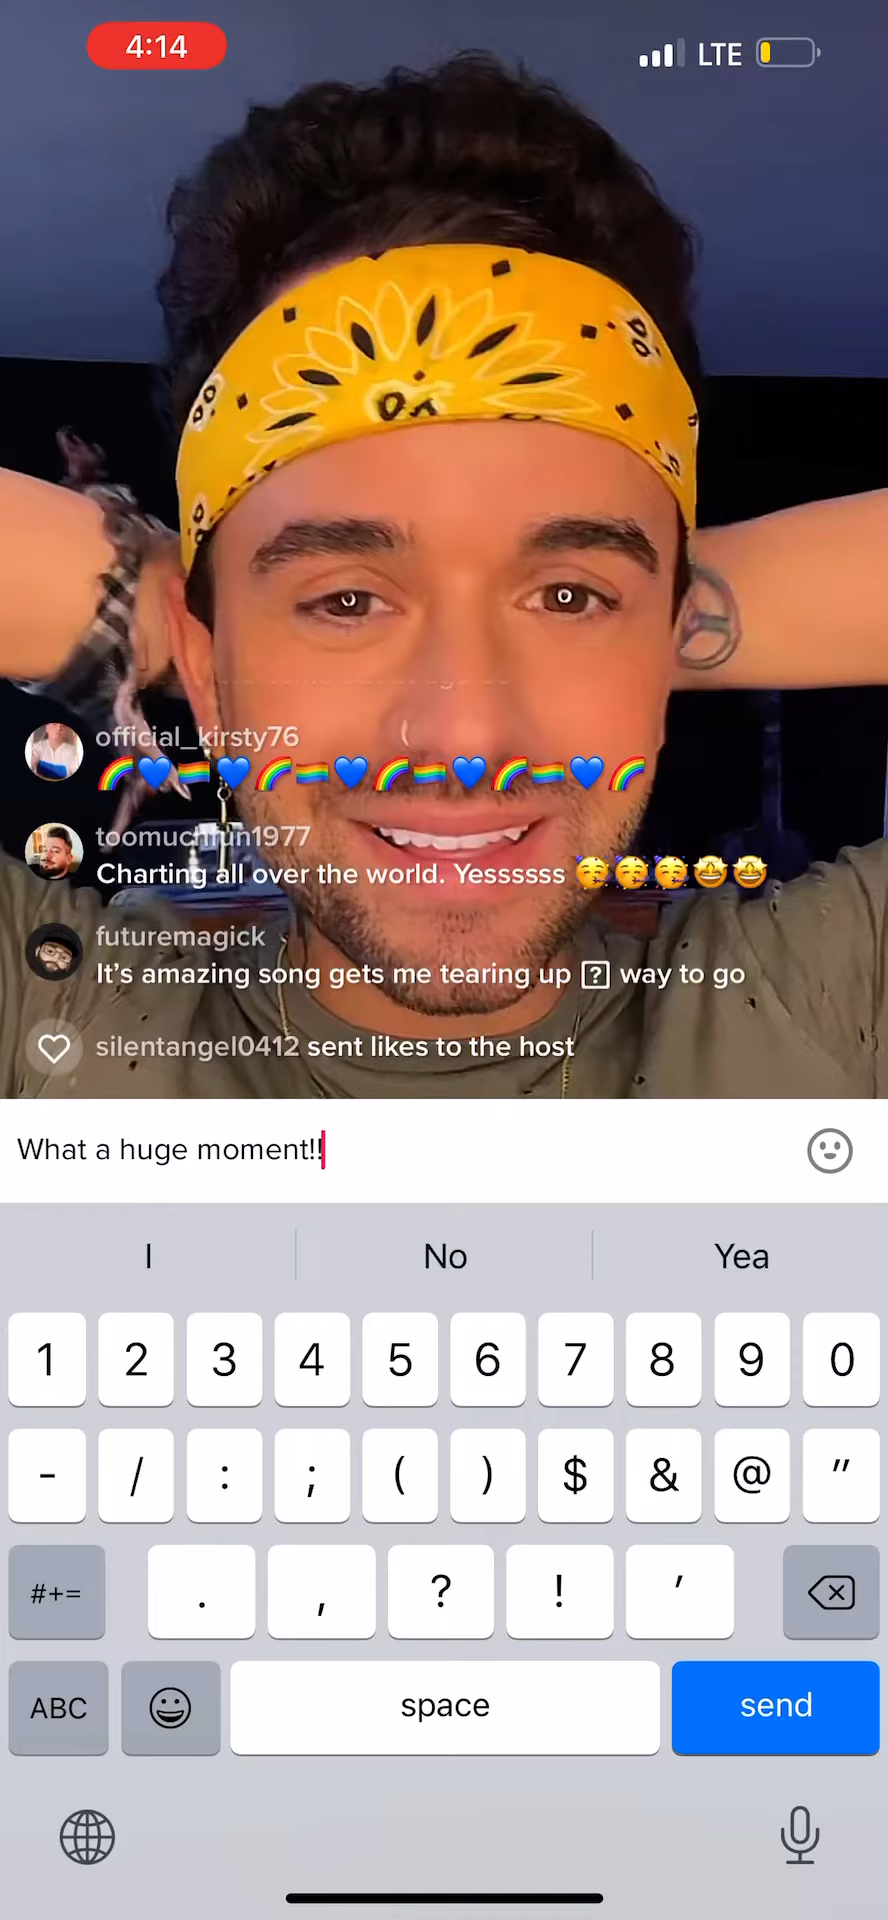 4:14
LTE
official_kirsty76
🌈💙🏳️‍🌈💙🌈🏳️‍🌈💙🌈🏳️‍🌈💙🌈🏳️‍🌈💙🌈
toomuchfun1977
Charting all over the world. Yessssss 🥳🥳🥳🤩🤩
futuremagick
It's amazing song gets me tearing up ⍰ way to go
silentangel0412 sent likes to the host
What a huge moment!!
I No Yea
1 2 3 4 5 6 7 8 9 0
- / : ; ( ) $ & @ "
#+= . , ? ! '
ABC space send